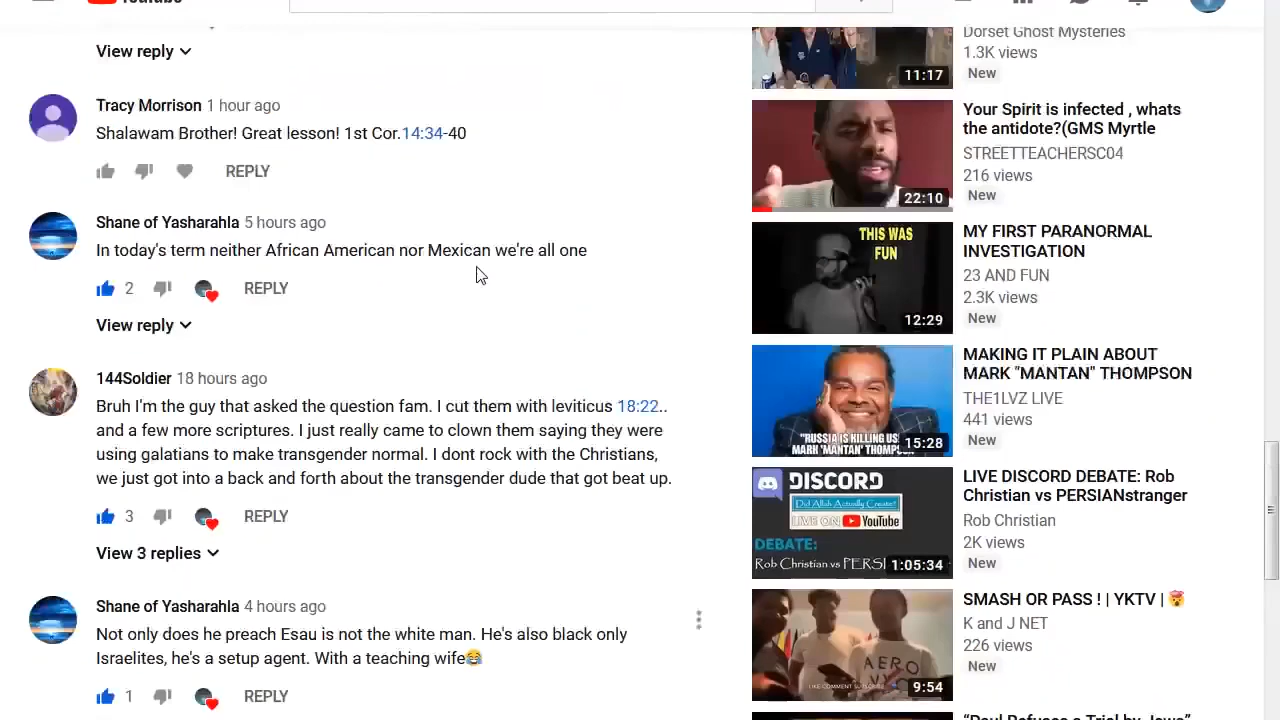 YouTube
View reply
Tracy Morrison 1 hour ago
Shalawam Brother! Great lesson! 1st Cor.14:34-40
REPLY
Shane of Yasharahla 5 hours ago
In today's term neither African American nor Mexican we're all one
2 REPLY
View reply
144Soldier 18 hours ago
Bruh I'm the guy that asked the question fam. I cut them with leviticus 18:22..
and a few more scriptures. I just really came to clown them saying they were
using galatians to make transgender normal. I dont rock with the Christians,
we just got into a back and forth about the transgender dude that got beat up.
3 REPLY
View 3 replies
Shane of Yasharahla 4 hours ago
Not only does he preach Esau is not the white man. He's also black only
Israelites, he's a setup agent. With a teaching wife😂
1 REPLY
11:17
Dorset Ghost Mysteries
1.3K views
New
22:10
Your Spirit is infected , whats
the antidote?(GMS Myrtle
STREETTEACHERSC04
216 views
New
THIS WAS
FUN
12:29
MY FIRST PARANORMAL
INVESTIGATION
23 AND FUN
2.3K views
New
"RUSSIA IS KILLING US
MARK 'MANTAN' THOMPS
15:28
MAKING IT PLAIN ABOUT
MARK "MANTAN" THOMPSON
THE1LVZ LIVE
441 views
New
DISCORD
Did Allah Actually Create?
LIVE ON YouTube
DEBATE:
Rob Christian vs PERSI
1:05:34
LIVE DISCORD DEBATE: Rob
Christian vs PERSIANstranger
Rob Christian
2K views
New
AERO
LIKE COMMENT SUBSCRIBE
9:54
SMASH OR PASS ! | YKTV | 🤯
K and J NET
226 views
New
"Paul Refuses a Trial by Jews"